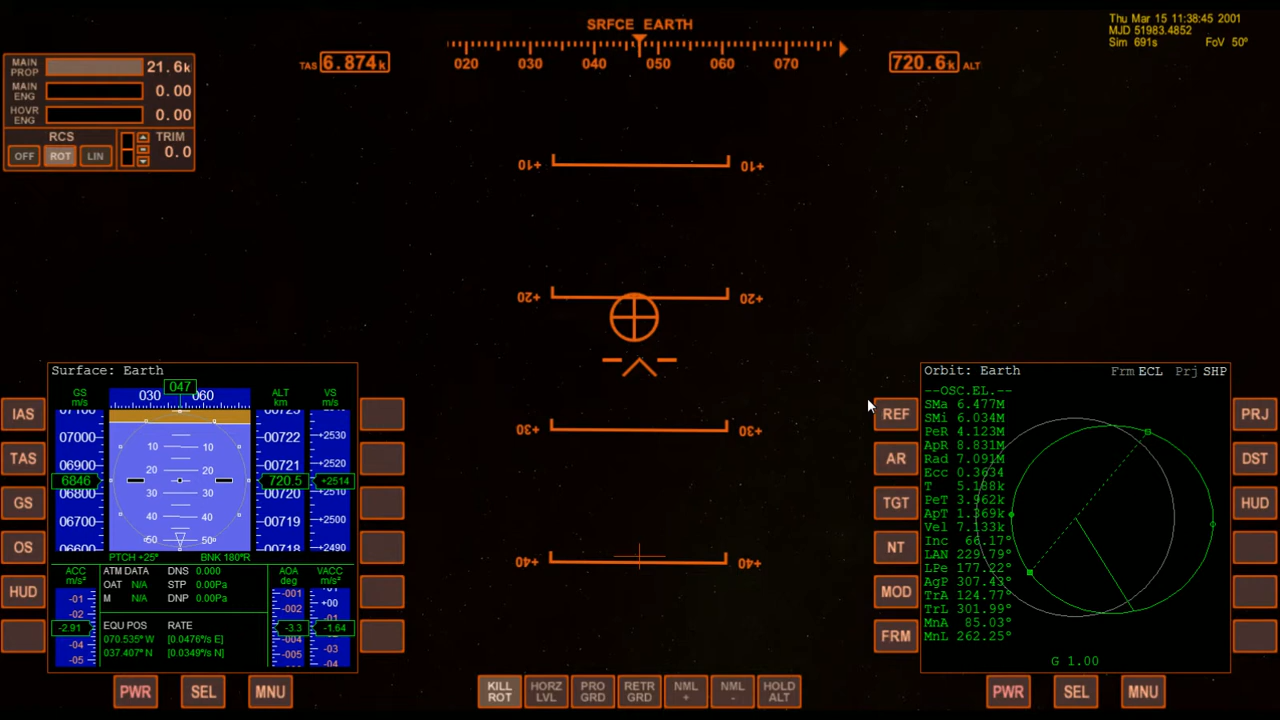 SRFCE EARTH
Thu Mar 15 11:38:45 2001
MJD 51983.4852
Sim 691s FoV 50°
MAIN PROP 21.6k
MAIN ENG 0.00
HOVR ENG 0.00
RCS TRIM
OFF ROT LIN 0.0
TAS 6.874k
020 030 040 050 060 070
720.6k ALT
10+ 10+
20+ 20+
30+ 30+
40+ 40+
Surface: Earth
GS m/s 047 ALT km VS m/s
030 060
07100 00723
07000 00722 +2530
06900 00721 +2520
6846 720.5 +2514
06800 00720 +2510
06700 00719 +2500
06600 00718 +2490
10 10
20 20
30 30
40 40
50 50
PTCH +25° BNK 180°R
ACC m/s² ATM DATA DNS 0.000 AOA deg VACC m/s²
OAT N/A STP 0.00Pa
M N/A DNP 0.00Pa
-01 -001 +00
-02 -002
-2.91 -3.3 -1.64
-04 -004 -03
-05 -005 -04
EQU POS RATE
070.535° W [0.0476°/s E]
037.407° N [0.0349°/s N]
IAS
TAS
GS
OS
HUD
PWR SEL MNU
KILL ROT
HORZ LVL
PRO GRD
RETR GRD
NML +
NML -
HOLD ALT
Orbit: Earth Frm ECL Prj SHP
--OSC.EL.--
SMa 6.477M
SMi 6.034M
PeR 4.123M
ApR 8.831M
Rad 7.091M
Ecc 0.3634
T 5.188k
PeT 3.962k
ApT 1.369k
Vel 7.133k
Inc 66.17°
LAN 229.79°
LPe 177.22°
AgP 307.43°
TrA 124.77°
TrL 301.99°
MnA 85.03°
MnL 262.25°
G 1.00
REF
AR
TGT
NT
MOD
FRM
PRJ
DST
HUD
PWR SEL MNU